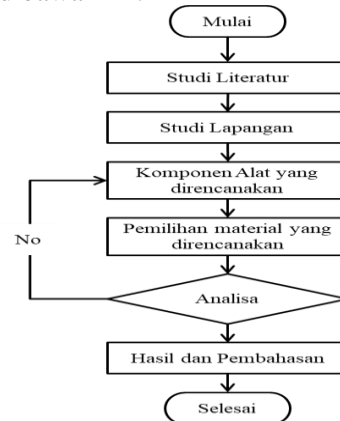 Mulai
Studi Literatur
Studi Lapangan
Komponen Alat yang
direncanakan
Pemilihan material yang
direncanakan
No
Analisa
Hasil dan Pembahasan
Selesai